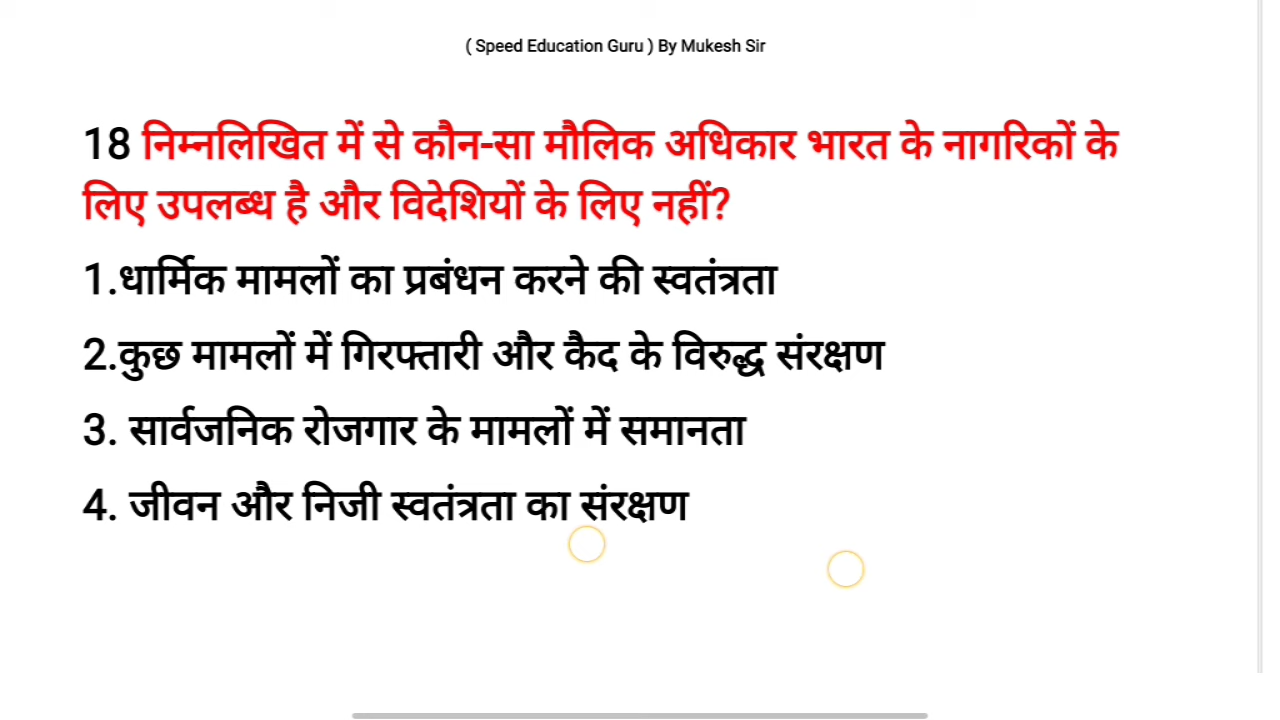 ( Speed Education Guru ) By Mukesh Sir
18 निम्नलिखित में से कौन-सा मौलिक अधिकार भारत के नागरिकों के
लिए उपलब्ध है और विदेशियों के लिए नहीं?
1.धार्मिक मामलों का प्रबंधन करने की स्वतंत्रता
2.कुछ मामलों में गिरफ्तारी और कैद के विरुद्ध संरक्षण
3. सार्वजनिक रोजगार के मामलों में समानता
4. जीवन और निजी स्वतंत्रता का संरक्षण